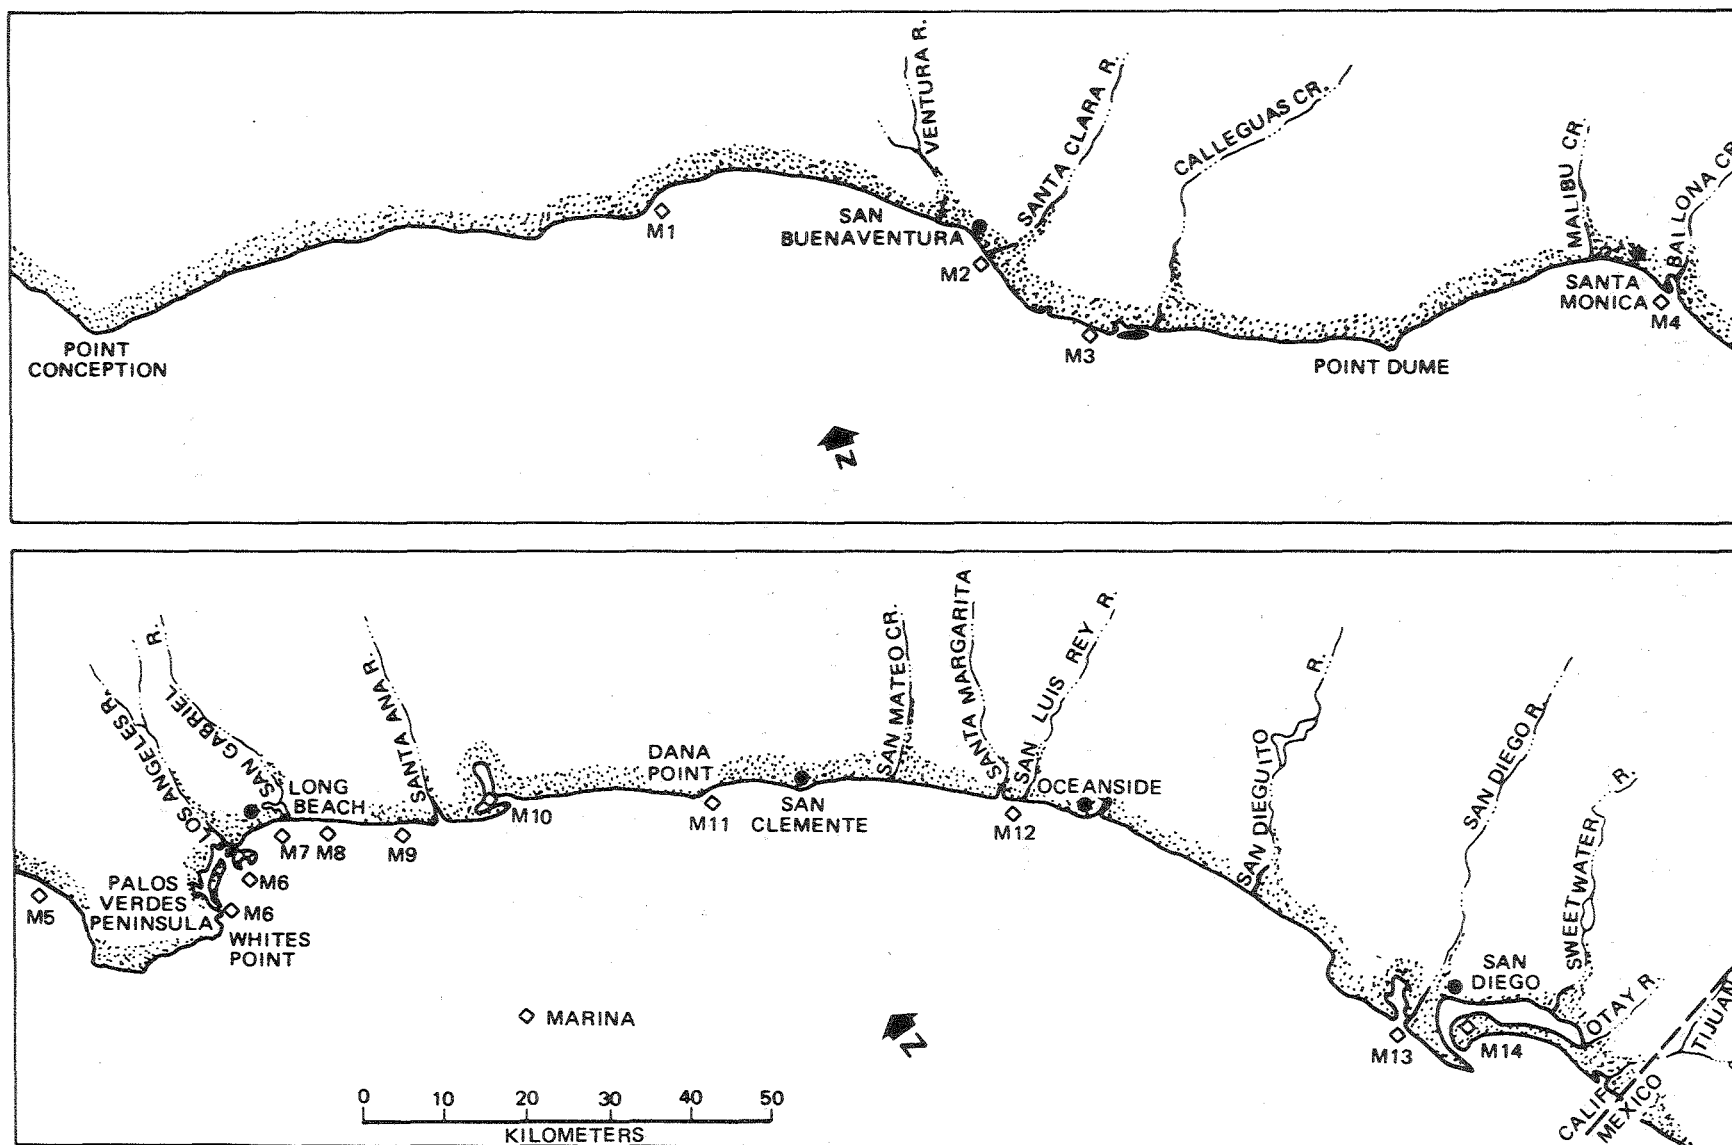 VENTURA R.
SANTA CLARA R.
CALLEGUAS CR.
MALIBU CR
BALLONA CR
M1
SAN
BUENAVENTURA
M2
SANTA
MONICA
M4
M3
POINT
CONCEPTION
POINT DUME
N
LOS ANGELES R.
SAN GABRIEL R.
SANTA ANA R.
SAN MATEO CR.
SANTA MARGARITA
SAN LUIS REY R.
SAN DIEGUITO R.
SAN DIEGO R.
SWEETWATER R.
OTAY R
LONG
BEACH
DANA
POINT
OCEANSIDE
M10
M11
SAN
CLEMENTE
M12
M7
M8
M9
M6
M5
PALOS
VERDES
PENINSULA
M6
WHITES
POINT
SAN
DIEGO
M13
M14
CALIF
MEXICO
TIJUAN
MARINA
N
0 10 20 30 40 50
KILOMETERS